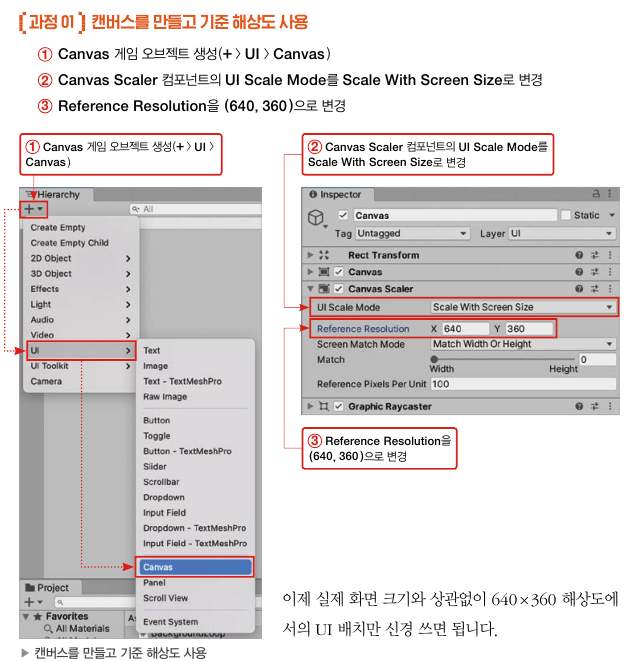 [과정 01] 캔버스를 만들고 기준 해상도 사용
① Canvas 게임 오브젝트 생성(+ > UI > Canvas)
② Canvas Scaler 컴포넌트의 UI Scale Mode를 Scale With Screen Size로 변경
③ Reference Resolution을 (640, 360)으로 변경
① Canvas 게임 오브젝트 생성(+ > UI >
Canvas)
Hierarchy
All
Create Empty
Create Empty Child
2D Object
3D Object
Effects
Light
Audio
Video
UI
UI Toolkit
Camera
Text
Image
Text - TextMeshPro
Raw Image
Button
Toggle
Button - TextMeshPro
Slider
Scrollbar
Dropdown
Input Field
Dropdown - TextMeshPro
Input Field - TextMeshPro
Canvas
Panel
Scroll View
Event System
Project
Favorites
All Materials
All Models
BackgroundLoop
▶ 캔버스를 만들고 기준 해상도 사용
② Canvas Scaler 컴포넌트의 UI Scale Mode를
Scale With Screen Size로 변경
Inspector
Canvas Static
Tag Untagged Layer UI
Rect Transform
Canvas
Canvas Scaler
UI Scale Mode Scale With Screen Size
Reference Resolution X 640 Y 360
Screen Match Mode Match Width Or Height
Match 0
Width Height
Reference Pixels Per Unit 100
Graphic Raycaster
③ Reference Resolution을
(640, 360)으로 변경
이제 실제 화면 크기와 상관없이 640×360 해상도에
서의 UI 배치만 신경 쓰면 됩니다.